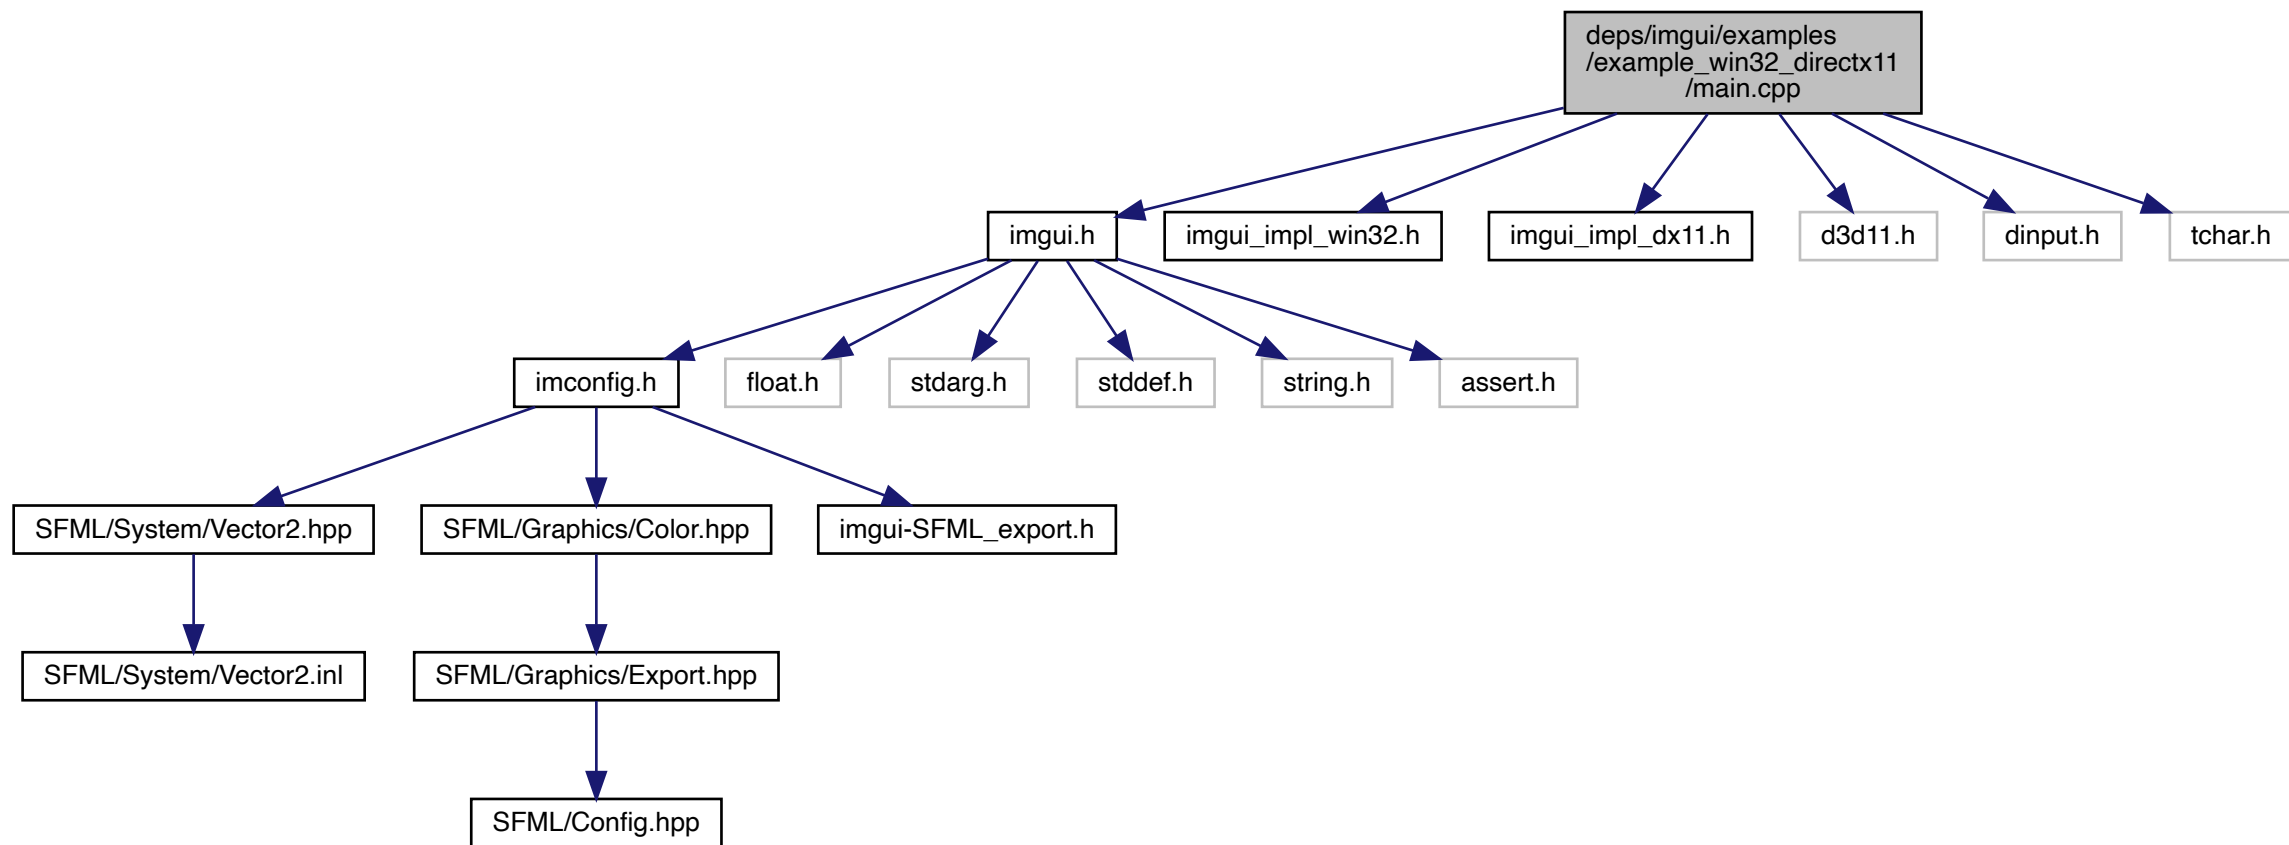 deps/imgui/examples
/example_win32_directx11
/main.cpp
imgui.h
imgui_impl_win32.h
imgui_impl_dx11.h
d3d11.h
dinput.h
tchar.h
imconfig.h
float.h
stdarg.h
stddef.h
string.h
assert.h
SFML/System/Vector2.hpp
SFML/Graphics/Color.hpp
imgui-SFML_export.h
SFML/System/Vector2.inl
SFML/Graphics/Export.hpp
SFML/Config.hpp